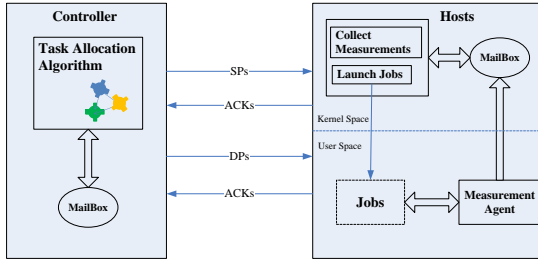 Controller
Task Allocation
Algorithm
MailBox
SPs
ACKs
DPs
ACKs
Hosts
Collect
Measurements
Launch Jobs
MailBox
Kernel Space
User Space
Jobs
Measurement
Agent